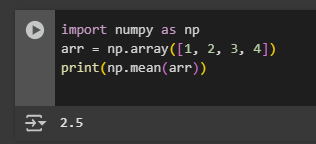 import numpy as np
arr = np.array([1, 2, 3, 4])
print(np.mean(arr))
2.5